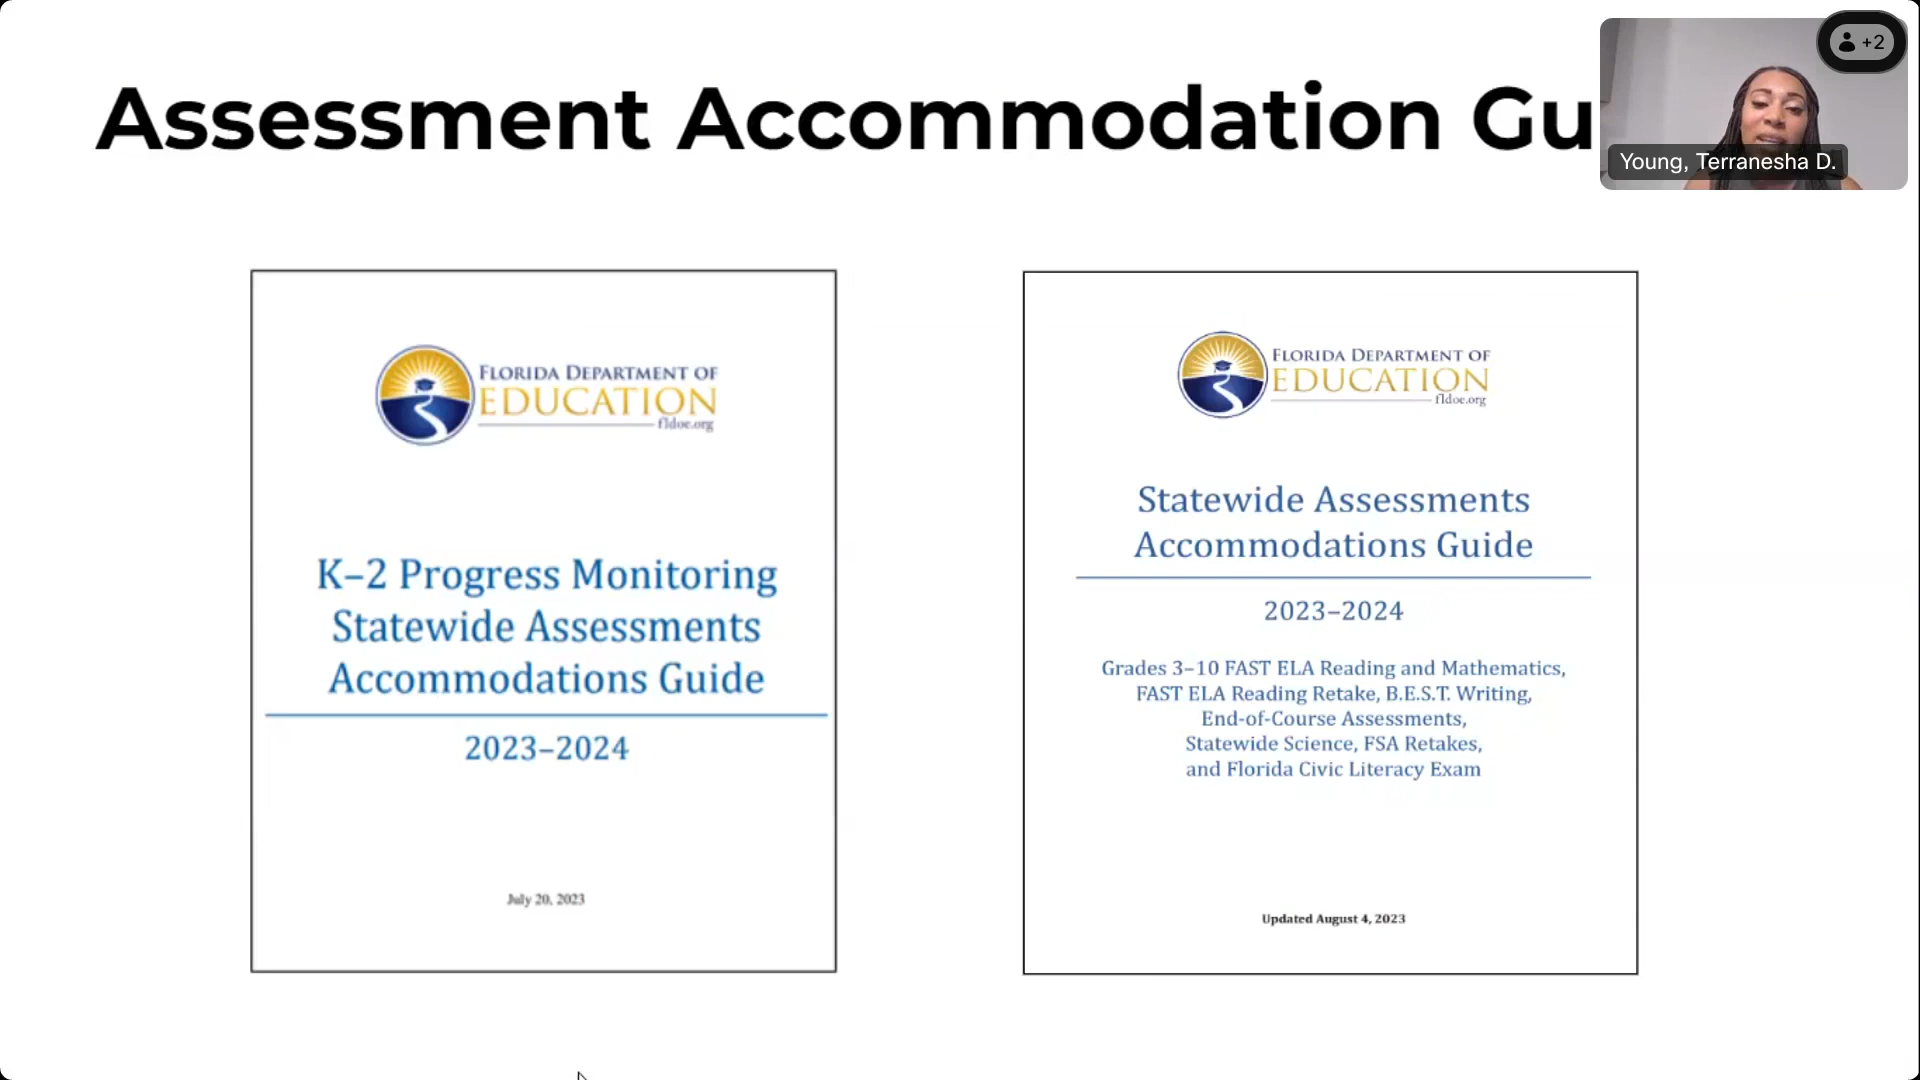 Assessment Accommodation Gu
+2
Young, Terranesha D.
FLORIDA DEPARTMENT OF
EDUCATION
fldoe.org
K–2 Progress Monitoring
Statewide Assessments
Accommodations Guide
2023–2024
July 20, 2023
FLORIDA DEPARTMENT OF
EDUCATION
fldoe.org
Statewide Assessments
Accommodations Guide
2023–2024
Grades 3–10 FAST ELA Reading and Mathematics,
FAST ELA Reading Retake, B.E.S.T. Writing,
End-of-Course Assessments,
Statewide Science, FSA Retakes,
and Florida Civic Literacy Exam
Updated August 4, 2023